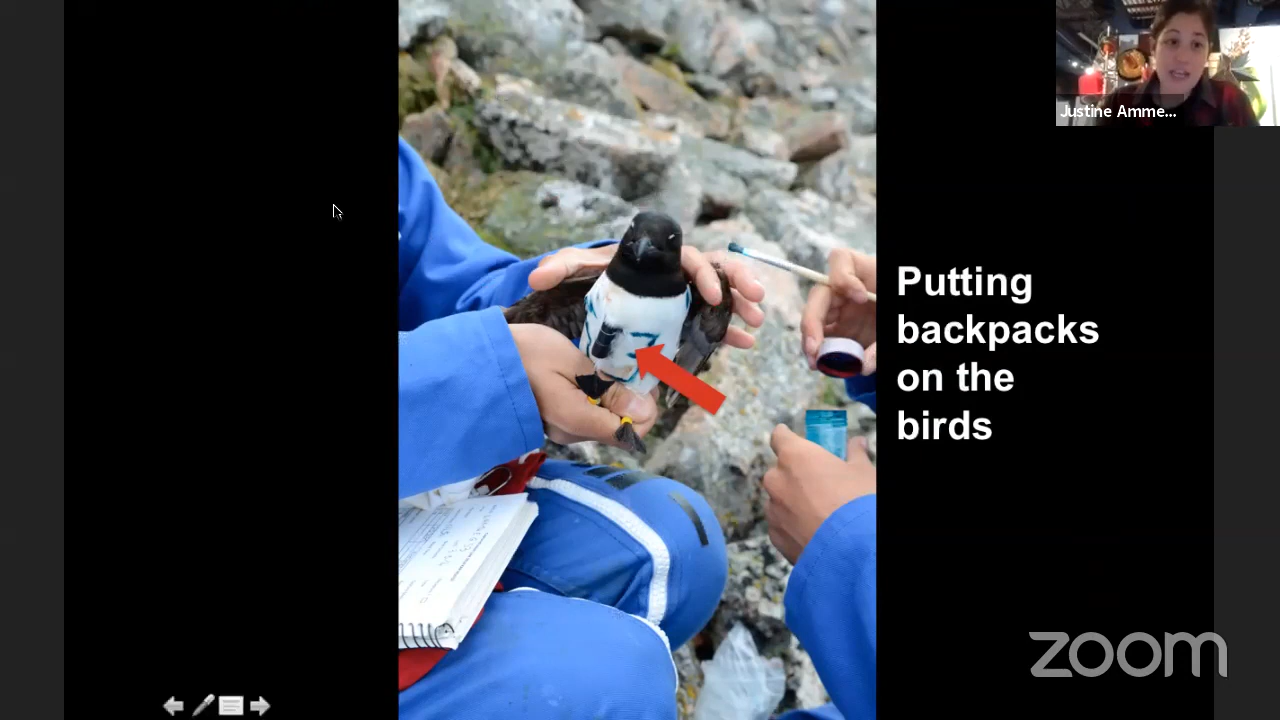 Justine Amme...
Putting
backpacks
on the
birds
zoom